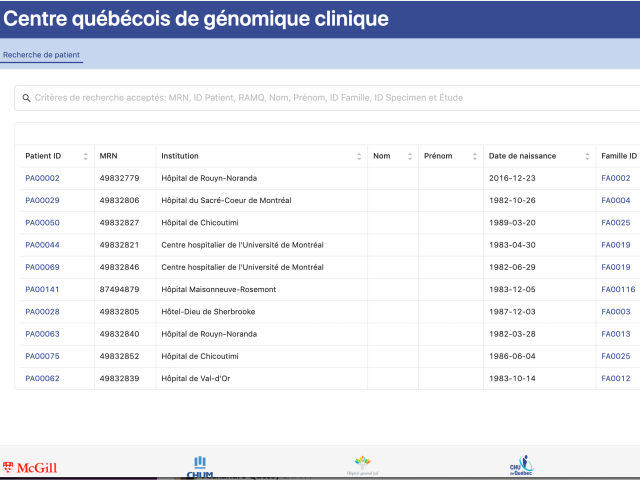 Centre québécois de génomique clinique
Recherche de patient
Critères de recherche acceptés: MRN, ID Patient, RAMQ, Nom, Prénom, ID Famille, ID Specimen et Étude
Patient ID MRN Institution Nom Prénom Date de naissance Famille ID
PA00002 49832779 Hôpital de Rouyn-Noranda 2016-12-23 FA0002
PA00029 49832806 Hôpital du Sacré-Coeur de Montréal 1982-10-26 FA0004
PA00050 49832827 Hôpital de Chicoutimi 1989-03-20 FA0025
PA00044 49832821 Centre hospitalier de l'Université de Montréal 1983-04-30 FA0019
PA00069 49832846 Centre hospitalier de l'Université de Montréal 1982-06-29 FA0019
PA00141 87494879 Hôpital Maisonneuve-Rosemont 1983-12-05 FA00116
PA00028 49832805 Hôtel-Dieu de Sherbrooke 1987-12-03 FA0003
PA00063 49832840 Hôpital de Rouyn-Noranda 1982-03-28 FA0013
PA00075 49832852 Hôpital de Chicoutimi 1986-06-04 FA0025
PA00062 49832839 Hôpital de Val-d'Or 1983-10-14 FA0012
McGill
CHUM
Hôpital général juif
CHU
de Québec